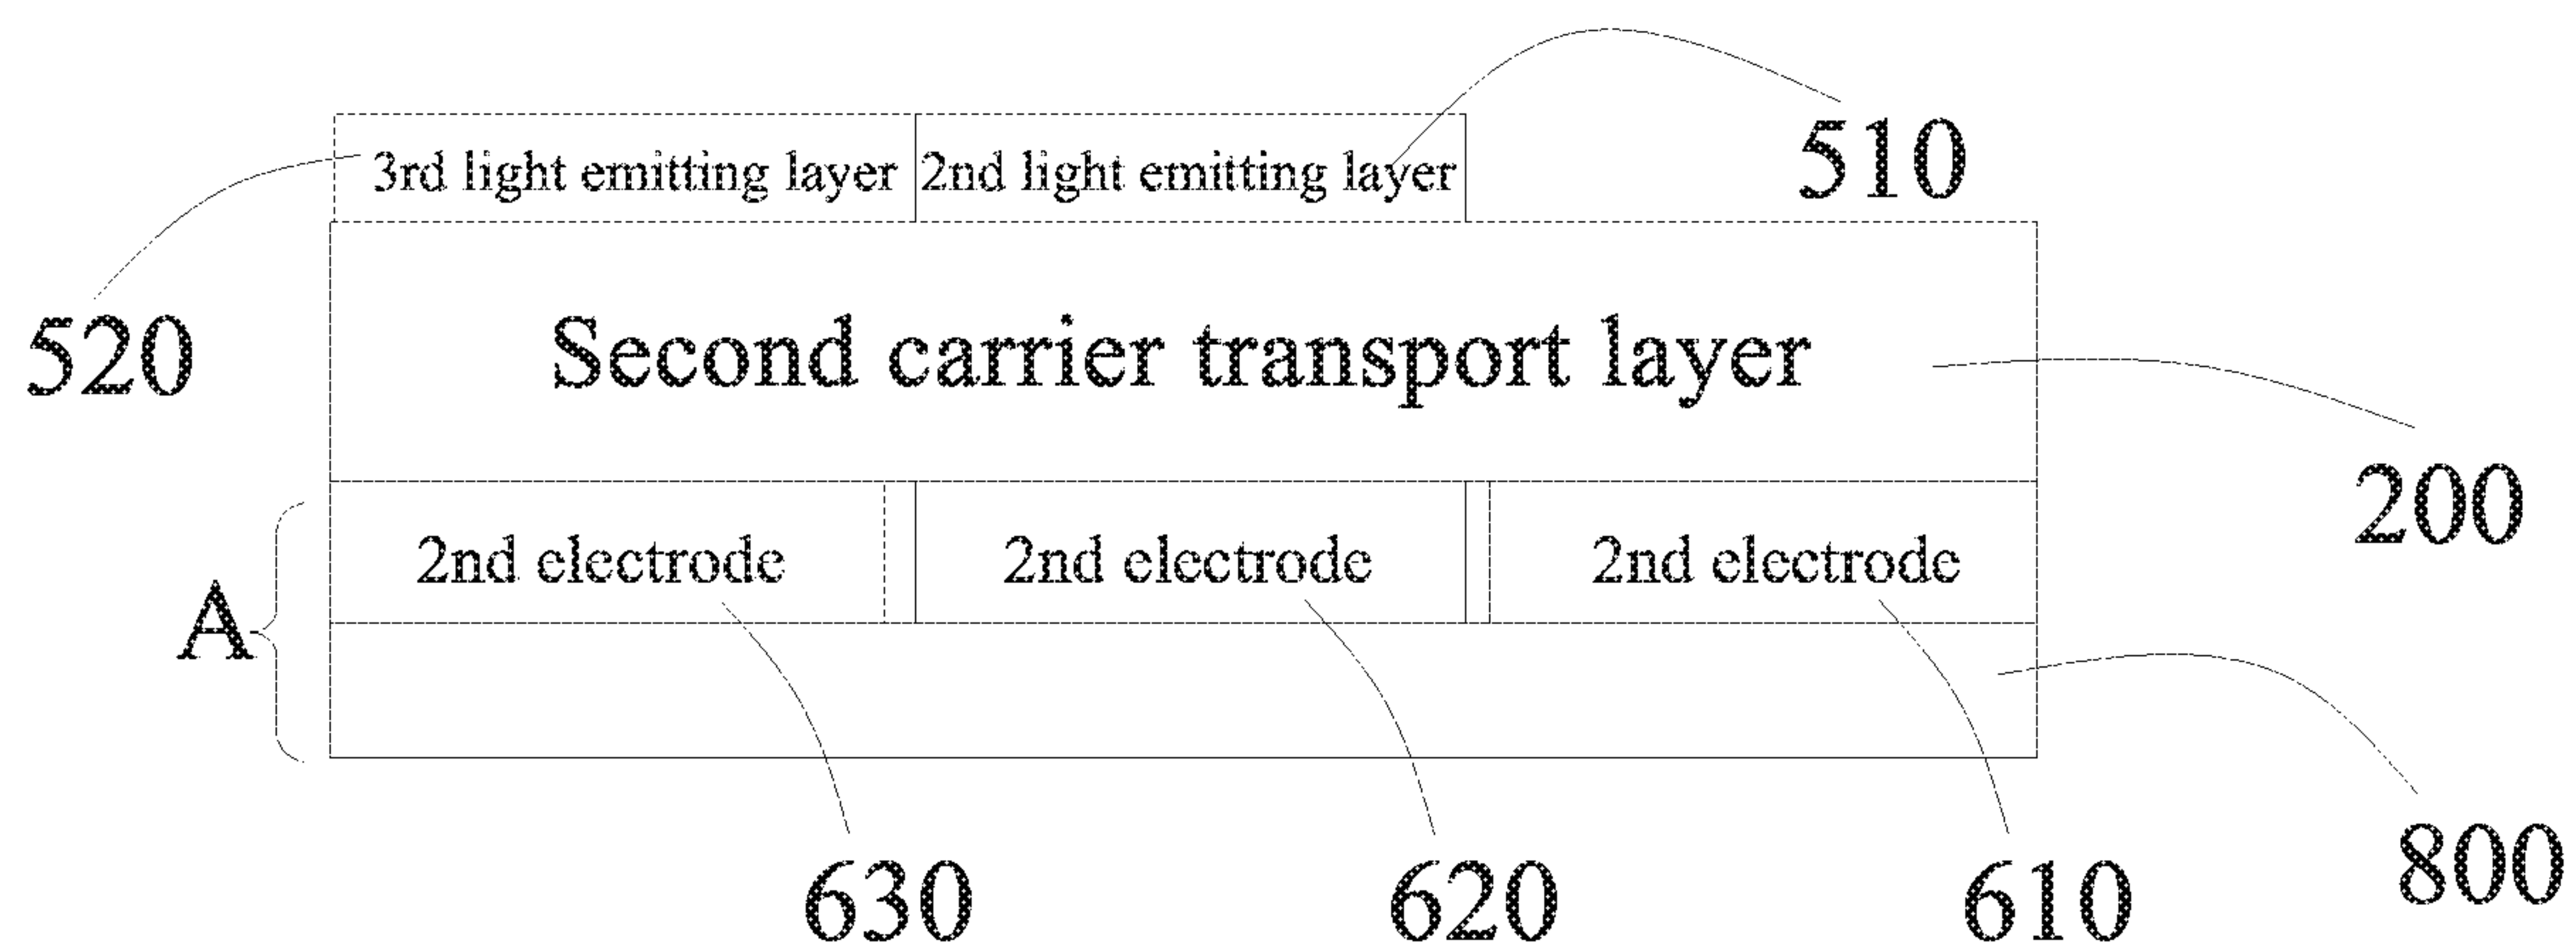 3rd light emitting layer
2nd light emitting layer
510
520
Second carrier transport layer
200
A
2nd electrode
2nd electrode
2nd electrode
630
620
610
800